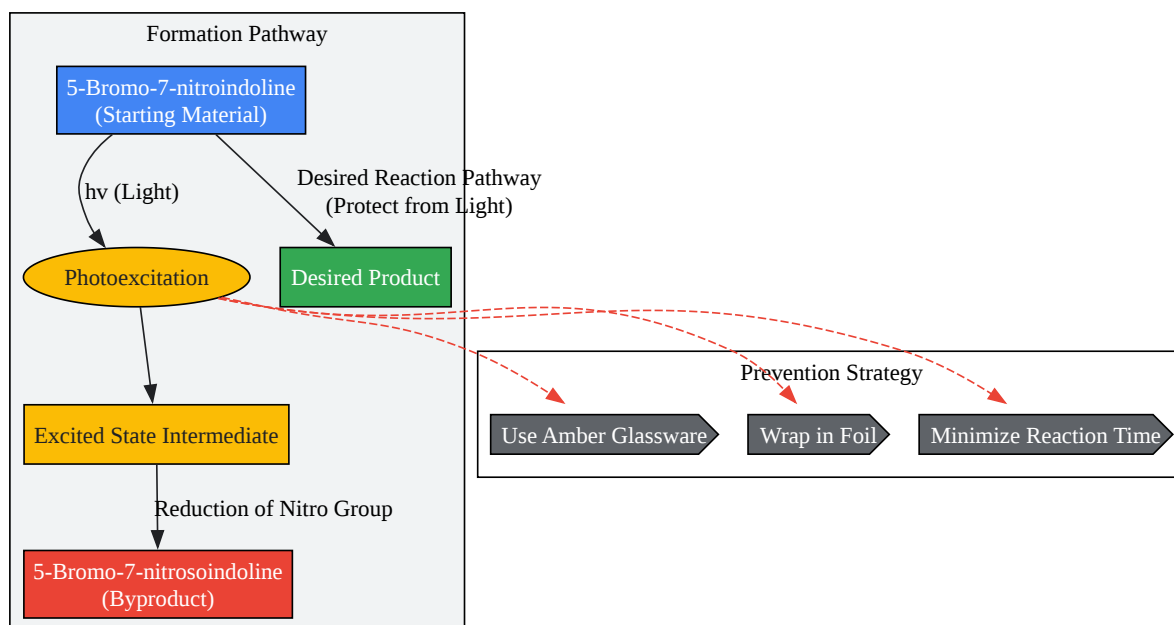 Formation Pathway
5-Bromo-7-nitroindoline
(Starting Material)
hv (Light)
Desired Reaction Pathway
(Protect from Light)
Photoexcitation
Desired Product
Prevention Strategy
Excited State Intermediate
Use Amber Glassware
Wrap in Foil
Minimize Reaction Time
Reduction of Nitro Group
5-Bromo-7-nitrosoindoline
(Byproduct)